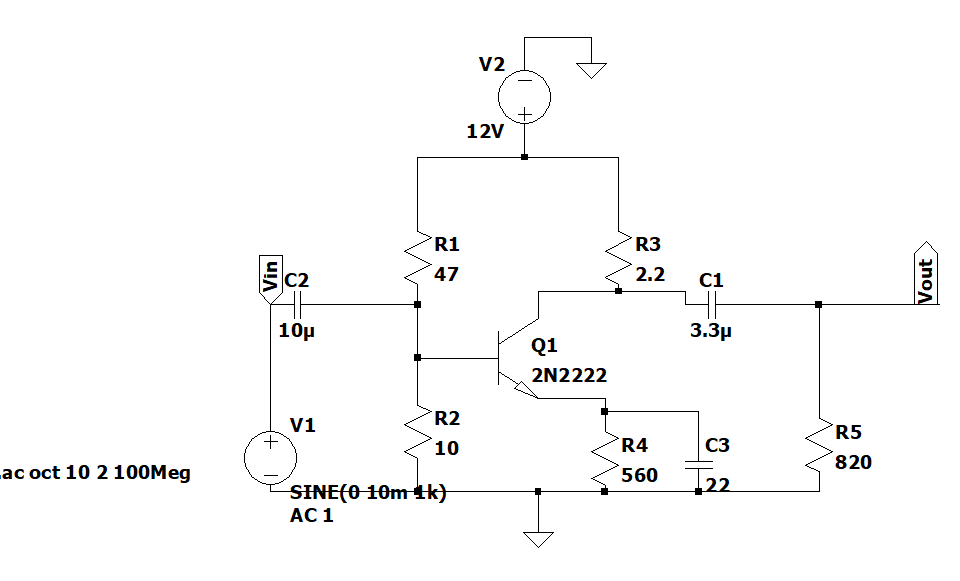 V2
12V
R1
47
R3
2.2
Vin
C2
10µ
C1
3.3µ
Vout
Q1
2N2222
V1
R2
10
R4
560
C3
22
R5
820
.ac oct 10 2 100Meg
SINE(0 10m 1k)
AC 1